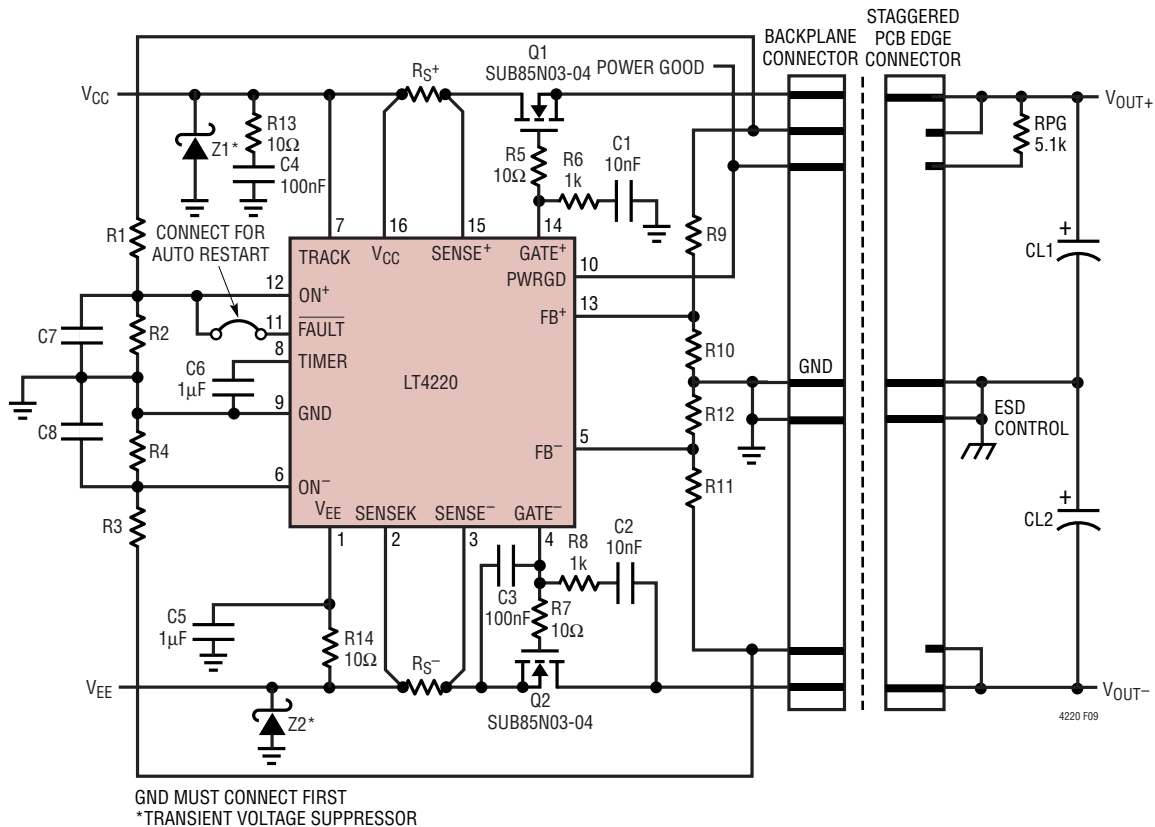 STAGGERED
PCB EDGE
CONNECTOR
BACKPLANE
CONNECTOR
Q1
SUB85N03-04
POWER GOOD
RS+
VCC
VOUT+
R13
10Ω
Z1*
C4
100nF
R5
10Ω
R6
1k
C1
10nF
RPG
5.1k
R1
CONNECT FOR
AUTO RESTART
7
16
15
14
R9
TRACK
VCC
SENSE+
GATE+
10
PWRGD
CL1
+
12
ON+
13
FB+
C7
R2
11
FAULT
8
TIMER
R10
C6
1µF
LT4220
GND
9
GND
R12
ESD
CONTROL
C8
R4
5
FB−
6
ON−
R11
+
CL2
R3
VEE
SENSEK
SENSE−
GATE−
1
2
3
4
R8
1k
C2
10nF
C3
100nF
R7
10Ω
C5
1µF
R14
10Ω
RS−
VEE
VOUT−
Q2
SUB85N03-04
Z2*
4220 F09
GND MUST CONNECT FIRST
*TRANSIENT VOLTAGE SUPPRESSOR